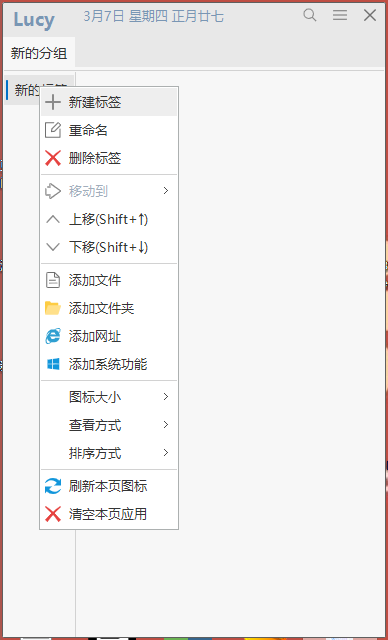 Lucy
3月7日 星期四 正月廿七
新的分组
新的标签
新建标签
重命名
删除标签
移动到
上移(Shift+↑)
下移(Shift+↓)
添加文件
添加文件夹
添加网址
添加系统功能
图标大小
查看方式
排序方式
刷新本页图标
清空本页应用